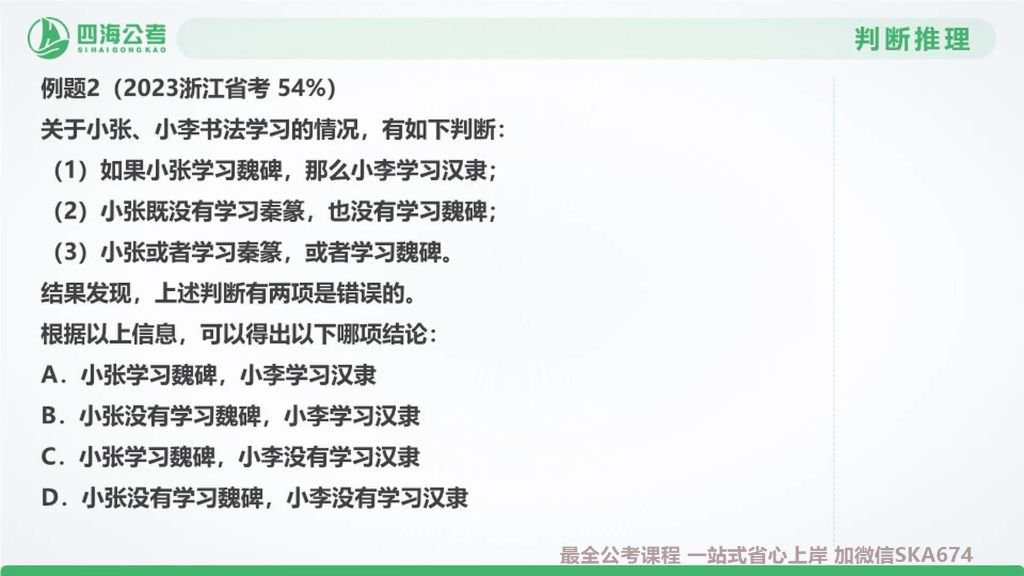 四海公考
SIHAIGONGKAO
判断推理
例题2（2023浙江省考 54%）
关于小张、小李书法学习的情况，有如下判断：
（1）如果小张学习魏碑，那么小李学习汉隶；
（2）小张既没有学习秦篆，也没有学习魏碑；
（3）小张或者学习秦篆，或者学习魏碑。
结果发现，上述判断有两项是错误的。
根据以上信息，可以得出以下哪项结论：
A．小张学习魏碑，小李学习汉隶
B．小张没有学习魏碑，小李学习汉隶
C．小张学习魏碑，小李没有学习汉隶
D．小张没有学习魏碑，小李没有学习汉隶
最全公考课程 一站式省心上岸 加微信SKA674